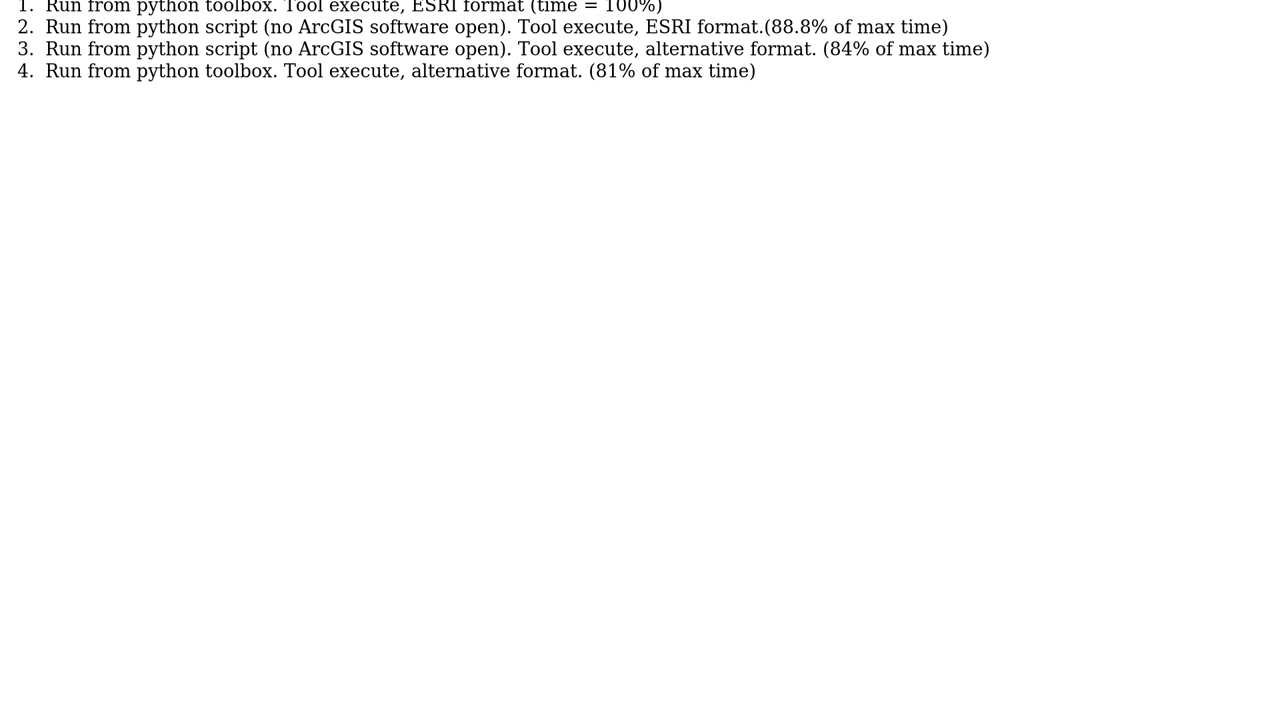 1. Run from python toolbox. Tool execute, ESRI format (time = 100%)
2. Run from python script (no ArcGIS software open). Tool execute, ESRI format.(88.8% of max time)
3. Run from python script (no ArcGIS software open). Tool execute, alternative format. (84% of max time)
4. Run from python toolbox. Tool execute, alternative format. (81% of max time)